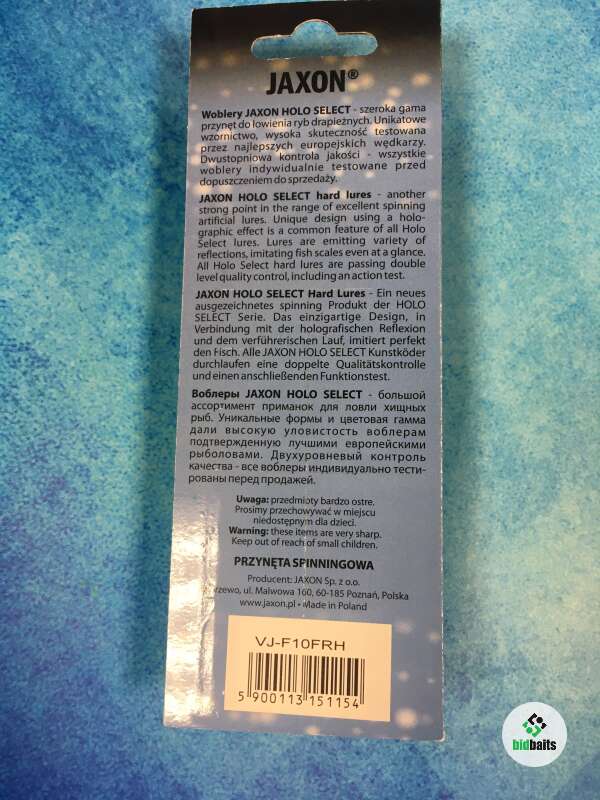 JAXON®
Woblery JAXON HOLO SELECT - szeroka gama
przynęt do łowienia ryb drapieżnych. Unikatowe
wzornictwo, wysoka skuteczność testowana
przez najlepszych europejskich wędkarzy.
Dwustopniowa kontrola jakości - wszystkie
woblery indywidualnie testowane przed
dopuszczeniem do sprzedaży.
JAXON HOLO SELECT hard lures - another
strong point in the range of excellent spinning
artificial lures. Unique design using a holo-
graphic effect is a common feature of all Holo
Select lures. Lures are emitting variety of
reflections, imitating fish scales even at a glance.
All Holo Select hard lures are passing double
level quality control, including an action test.
JAXON HOLO SELECT Hard Lures - Ein neues
ausgezeichnetes spinning Produkt der HOLO
SELECT Serie. Das einzigartige Design, in
Verbindung mit der holografischen Reflexion
und dem verführerischen Lauf, imitiert perfekt
den Fisch. Alle JAXON HOLO SELECT Kunstköder
durchlaufen eine doppelte Qualitätskontrolle
und einen anschließenden Funktionstest.
Воблеры JAXON HOLO SELECT - большой
ассортимент приманок для ловли хищных
рыб. Уникальные формы и цветовая гамма
дали высокую уловистость воблерам
подтвержденную лучшими европейскими
рыболовами. Двухуровневый контроль
качества - все воблеры индивидуально тести-
рованы перед продажей.
Uwaga: przedmioty bardzo ostre.
Prosimy przechowywać w miejscu
niedostępnym dla dzieci.
Warning: these items are very sharp.
Keep out of reach of small children.
PRZYNĘTA SPINNINGOWA
Producent: JAXON Sp. z o.o.
ul. Malwowa 160, 60-185 Poznań, Polska
www.jaxon.pl • Made in Poland
VJ-F10FRH
5 900113 151154
bidbaits